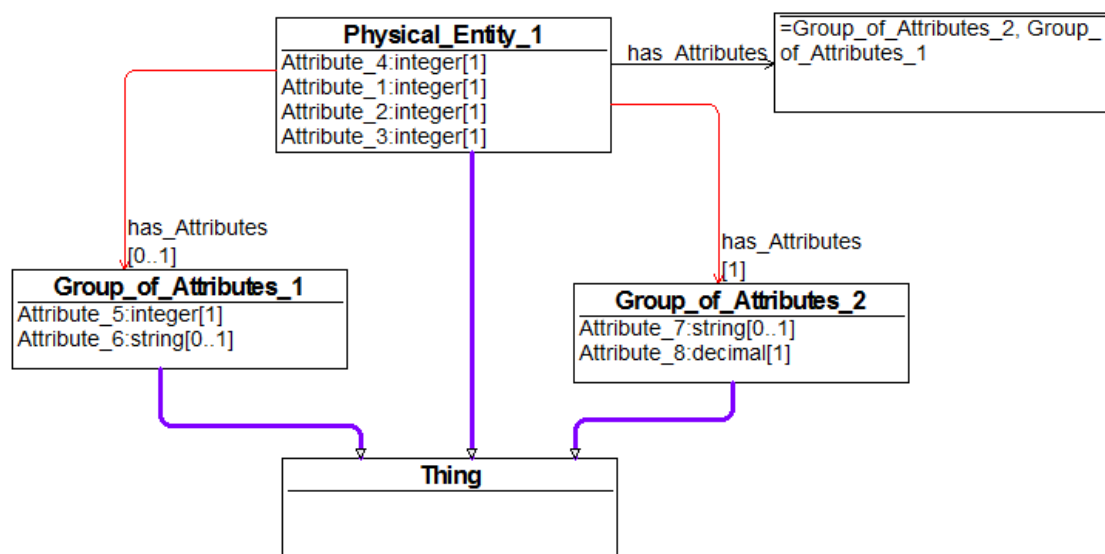 Physical_Entity_1
Attribute_4:integer[1]
Attribute_1:integer[1]
Attribute_2:integer[1]
Attribute_3:integer[1]
has_Attributes
=Group_of_Attributes_2, Group_
of_Attributes_1
has_Attributes
[0..1]
Group_of_Attributes_1
Attribute_5:integer[1]
Attribute_6:string[0..1]
has_Attributes
[1]
Group_of_Attributes_2
Attribute_7:string[0..1]
Attribute_8:decimal[1]
Thing